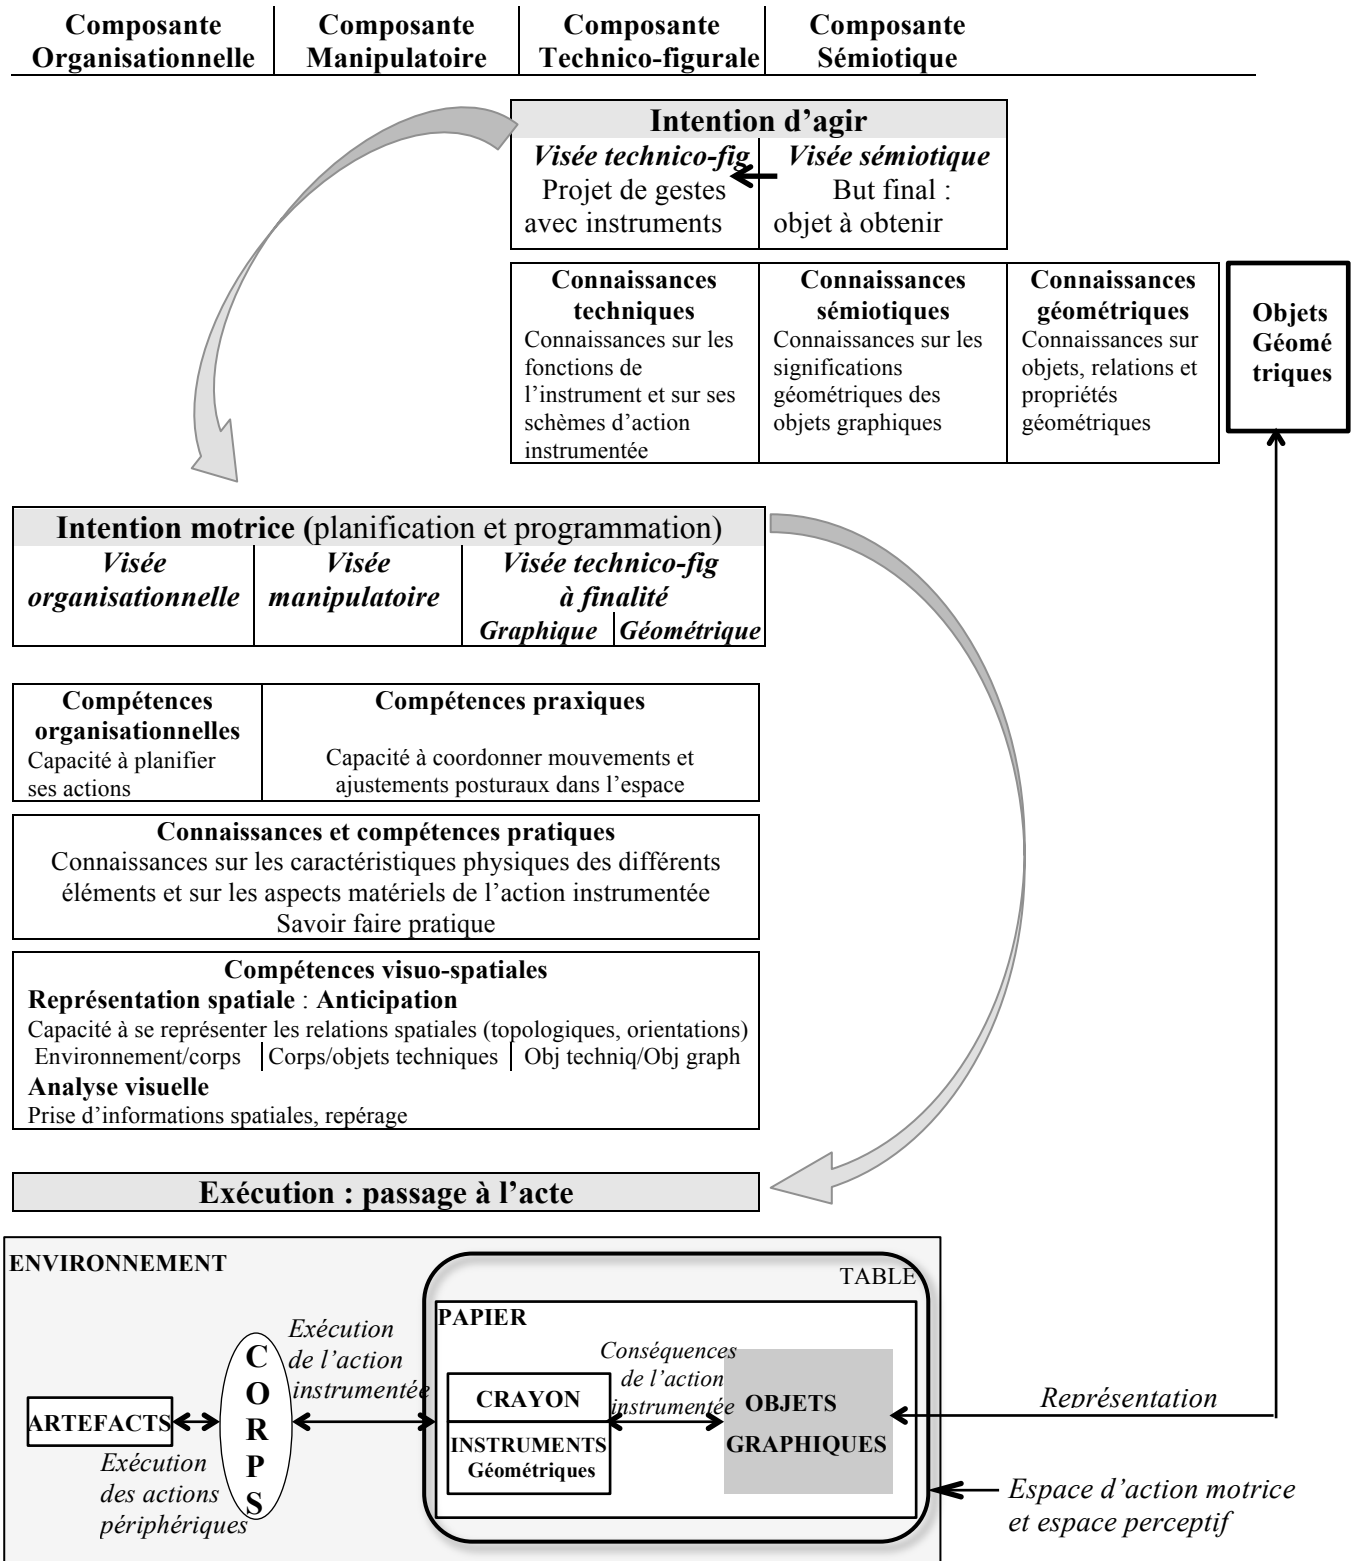 Composante Organisationnelle
Composante Manipulatoire
Composante Technico-figurale
Composante Sémiotique
Intention d’agir
Visée technico-fig
Projet de gestes
avec instruments
Visée sémiotique
But final :
objet à obtenir
Connaissances
techniques
Connaissances sur les
fonctions de
l’instrument et sur ses
schèmes d’action
instrumentée
Connaissances
sémiotiques
Connaissances sur les
significations
géométriques des
objets graphiques
Connaissances
géométriques
Connaissances sur
objets, relations et
propriétés
géométriques
Objets
Géomé
triques
Intention motrice (planification et programmation)
Visée
organisationnelle
Visée
manipulatoire
Visée technico-fig
à finalité
Graphique
Géométrique
Compétences
organisationnelles
Capacité à planifier
ses actions
Compétences praxiques
Capacité à coordonner mouvements et
ajustements posturaux dans l’espace
Connaissances et compétences pratiques
Connaissances sur les caractéristiques physiques des différents
éléments et sur les aspects matériels de l’action instrumentée
Savoir faire pratique
Compétences visuo-spatiales
Représentation spatiale : Anticipation
Capacité à se représenter les relations spatiales (topologiques, orientations)
Environnement/corps
Corps/objets techniques
Obj techniq/Obj graph
Analyse visuelle
Prise d’informations spatiales, repérage
Exécution : passage à l’acte
ENVIRONNEMENT
TABLE
PAPIER
ARTEFACTS
Exécution
des actions
périphériques
CORPS
Exécution
de l’action
instrumentée
CRAYON
INSTRUMENTS
Géométriques
Conséquences
de l’action
instrumentée
OBJETS
GRAPHIQUES
Représentation
Espace d’action motrice
et espace perceptif